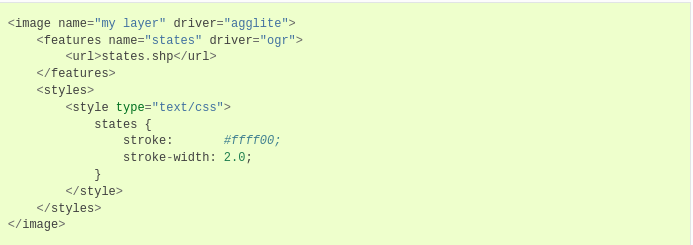 <image name="my layer" driver="agglite">
    <features name="states" driver="ogr">
        <url>states.shp</url>
    </features>
    <styles>
        <style type="text/css">
            states {
                stroke:       #ffff00;
                stroke-width: 2.0;
            }
        </style>
    </styles>
</image>